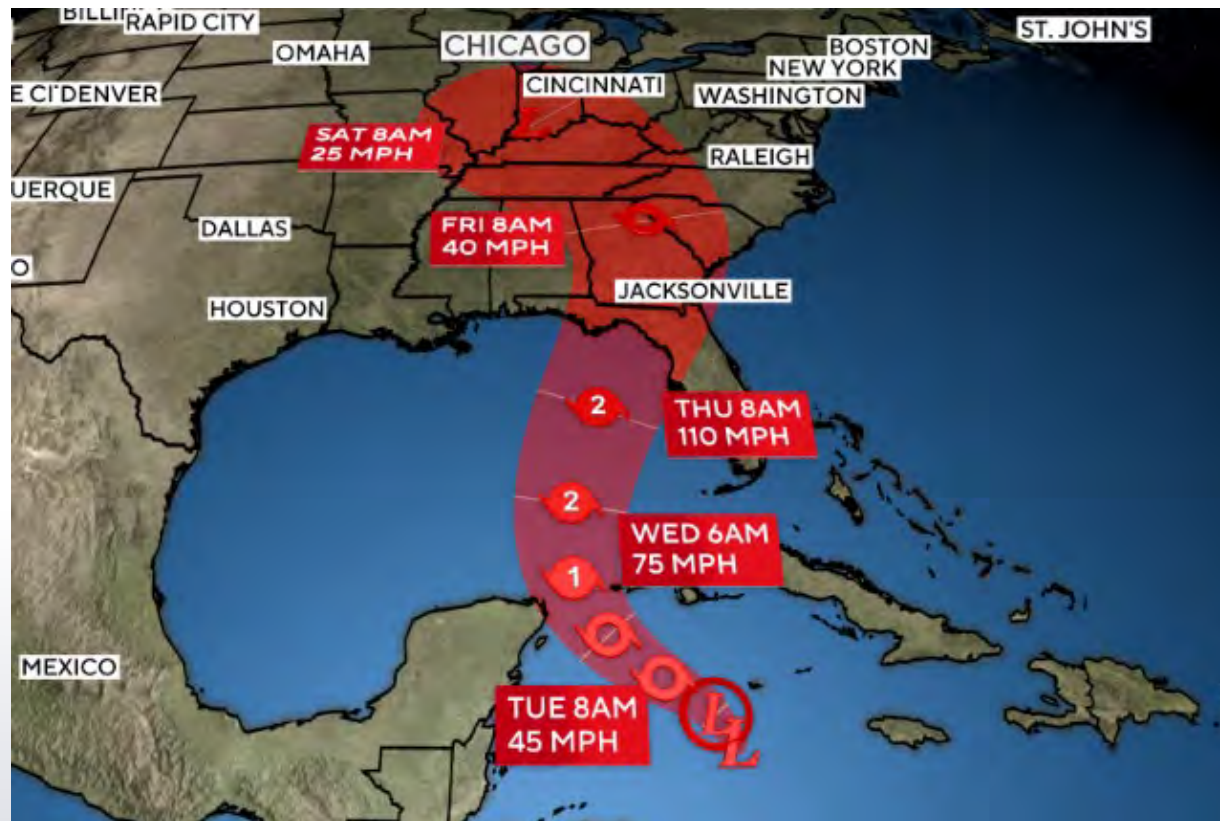 RAPID CITY
ST. JOHN'S
CHICAGO
BOSTON
OMAHA
NEW YORK
CINCINNATI
E CI'DENVER
WASHINGTON
SAT 8AM
25 MPH
RALEIGH
UERQUE
FRI 8AM
40 MPH
DALLAS
O
JACKSONVILLE
HOUSTON
2
THU 8AM
110 MPH
2
WED 6AM
75 MPH
1
MEXICO
TUE 8AM
45 MPH
L
L